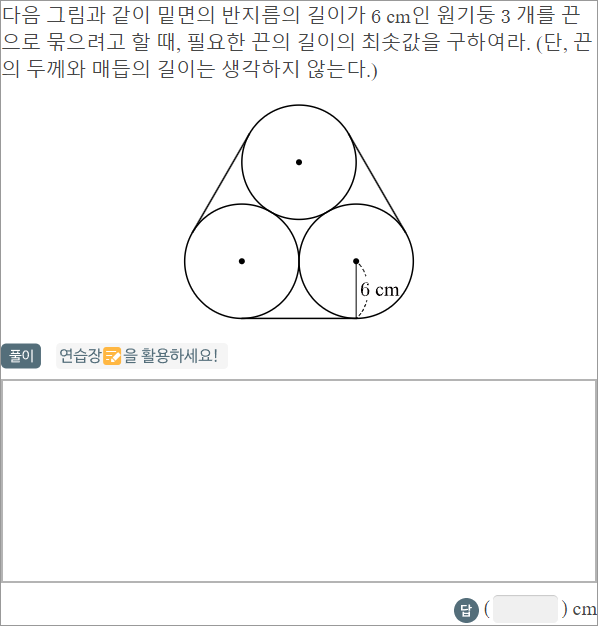 다음 그림과 같이 밑면의 반지름의 길이가 6 cm인 원기둥 3 개를 끈
으로 묶으려고 할 때, 필요한 끈의 길이의 최솟값을 구하여라. (단, 끈
의 두께와 매듭의 길이는 생각하지 않는다.)
6 cm
풀이 연습장을 활용하세요!
답 ( ) cm